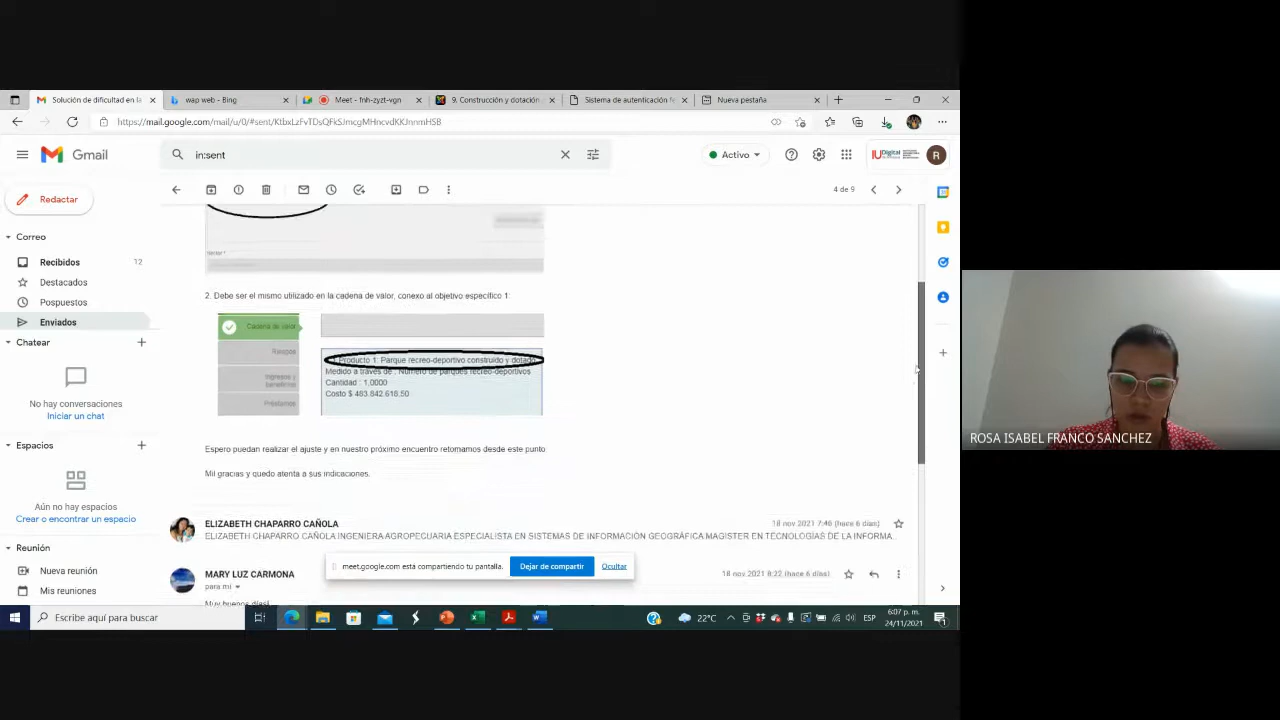 Solución de dificultad en la
wap web - Bing
Meet - fnh-zyzt-vgn
9. Construcción y dotación
Sistema de autenticación fe
Nueva pestaña
https://mail.google.com/mail/u/0/#sent/KtbxLzFvTDsQFkSJmcgMHncvdKKJnnmHSB
Gmail
in:sent
Activo
IUDigital
R
Redactar
4 de 9
Correo
Recibidos 12
Destacados
Pospuestos
Enviados
Chatear
No hay conversaciones
Iniciar un chat
Espacios
Aún no hay espacios
Crear o encontrar un espacio
Reunión
Nueva reunión
Mis reuniones
2. Debe ser el mismo utilizado en la cadena de valor, conexo al objetivo específico 1:
Cadena de valor
Riesgos
Ingresos y
beneficios
Préstamos
Producto 1: Parque recreo-deportivo construido y dotado
Medido a través de : Número de parques recreo-deportivos
Cantidad : 1,0000
Costo $ 483.842.618,50
Espero puedan realizar el ajuste y en nuestro próximo encuentro retomamos desde este punto
Mil gracias y quedo atenta a sus indicaciones.
ELIZABETH CHAPARRO CAÑOLA
18 nov 2021 7:46 (hace 6 días)
ELIZABETH CHAPARRO CAÑOLA INGENIERA AGROPECUARIA ESPECIALISTA EN SISTEMAS DE INFORMACIÓN GEOGRÁFICA MAGISTER EN TECNOLOGÍAS DE LA INFORMA...
MARY LUZ CARMONA
18 nov 2021 8:22 (hace 6 días)
para mí
Muy buenos días!
meet.google.com está compartiendo tu pantalla.
Dejar de compartir
Ocultar
Escribe aquí para buscar
22°C
ESP
6:07 p. m.
24/11/2021
ROSA ISABEL FRANCO SANCHEZ